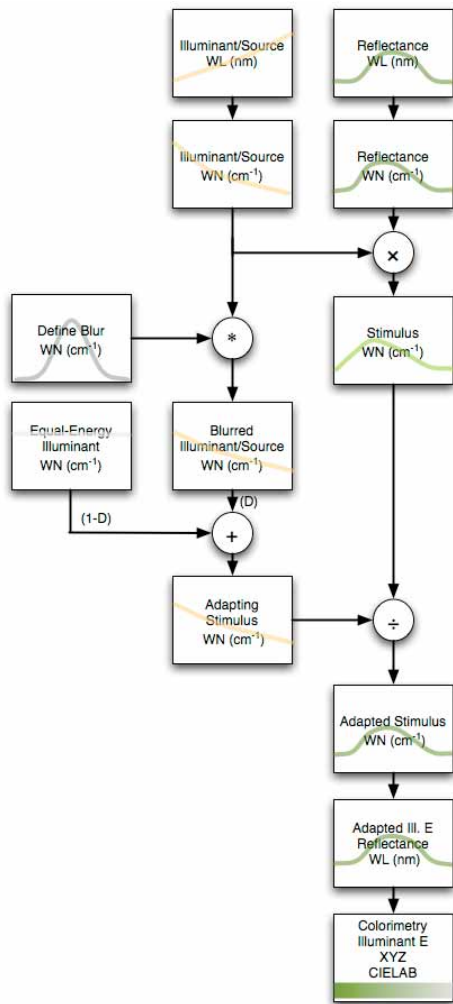 Illuminant/Source
WL (nm)
Reflectance
WL (nm)
Illuminant/Source
WN (cm⁻¹)
Reflectance
WN (cm⁻¹)
×
Define Blur
WN (cm⁻¹)
*
Stimulus
WN (cm⁻¹)
Equal-Energy
Illuminant
WN (cm⁻¹)
Blurred
Illuminant/Source
WN (cm⁻¹)
(1-D)
(D)
+
Adapting
Stimulus
WN (cm⁻¹)
÷
Adapted Stimulus
WN (cm⁻¹)
Adapted Ill. E
Reflectance
WL (nm)
Colorimetry
Illuminant E
XYZ
CIELAB